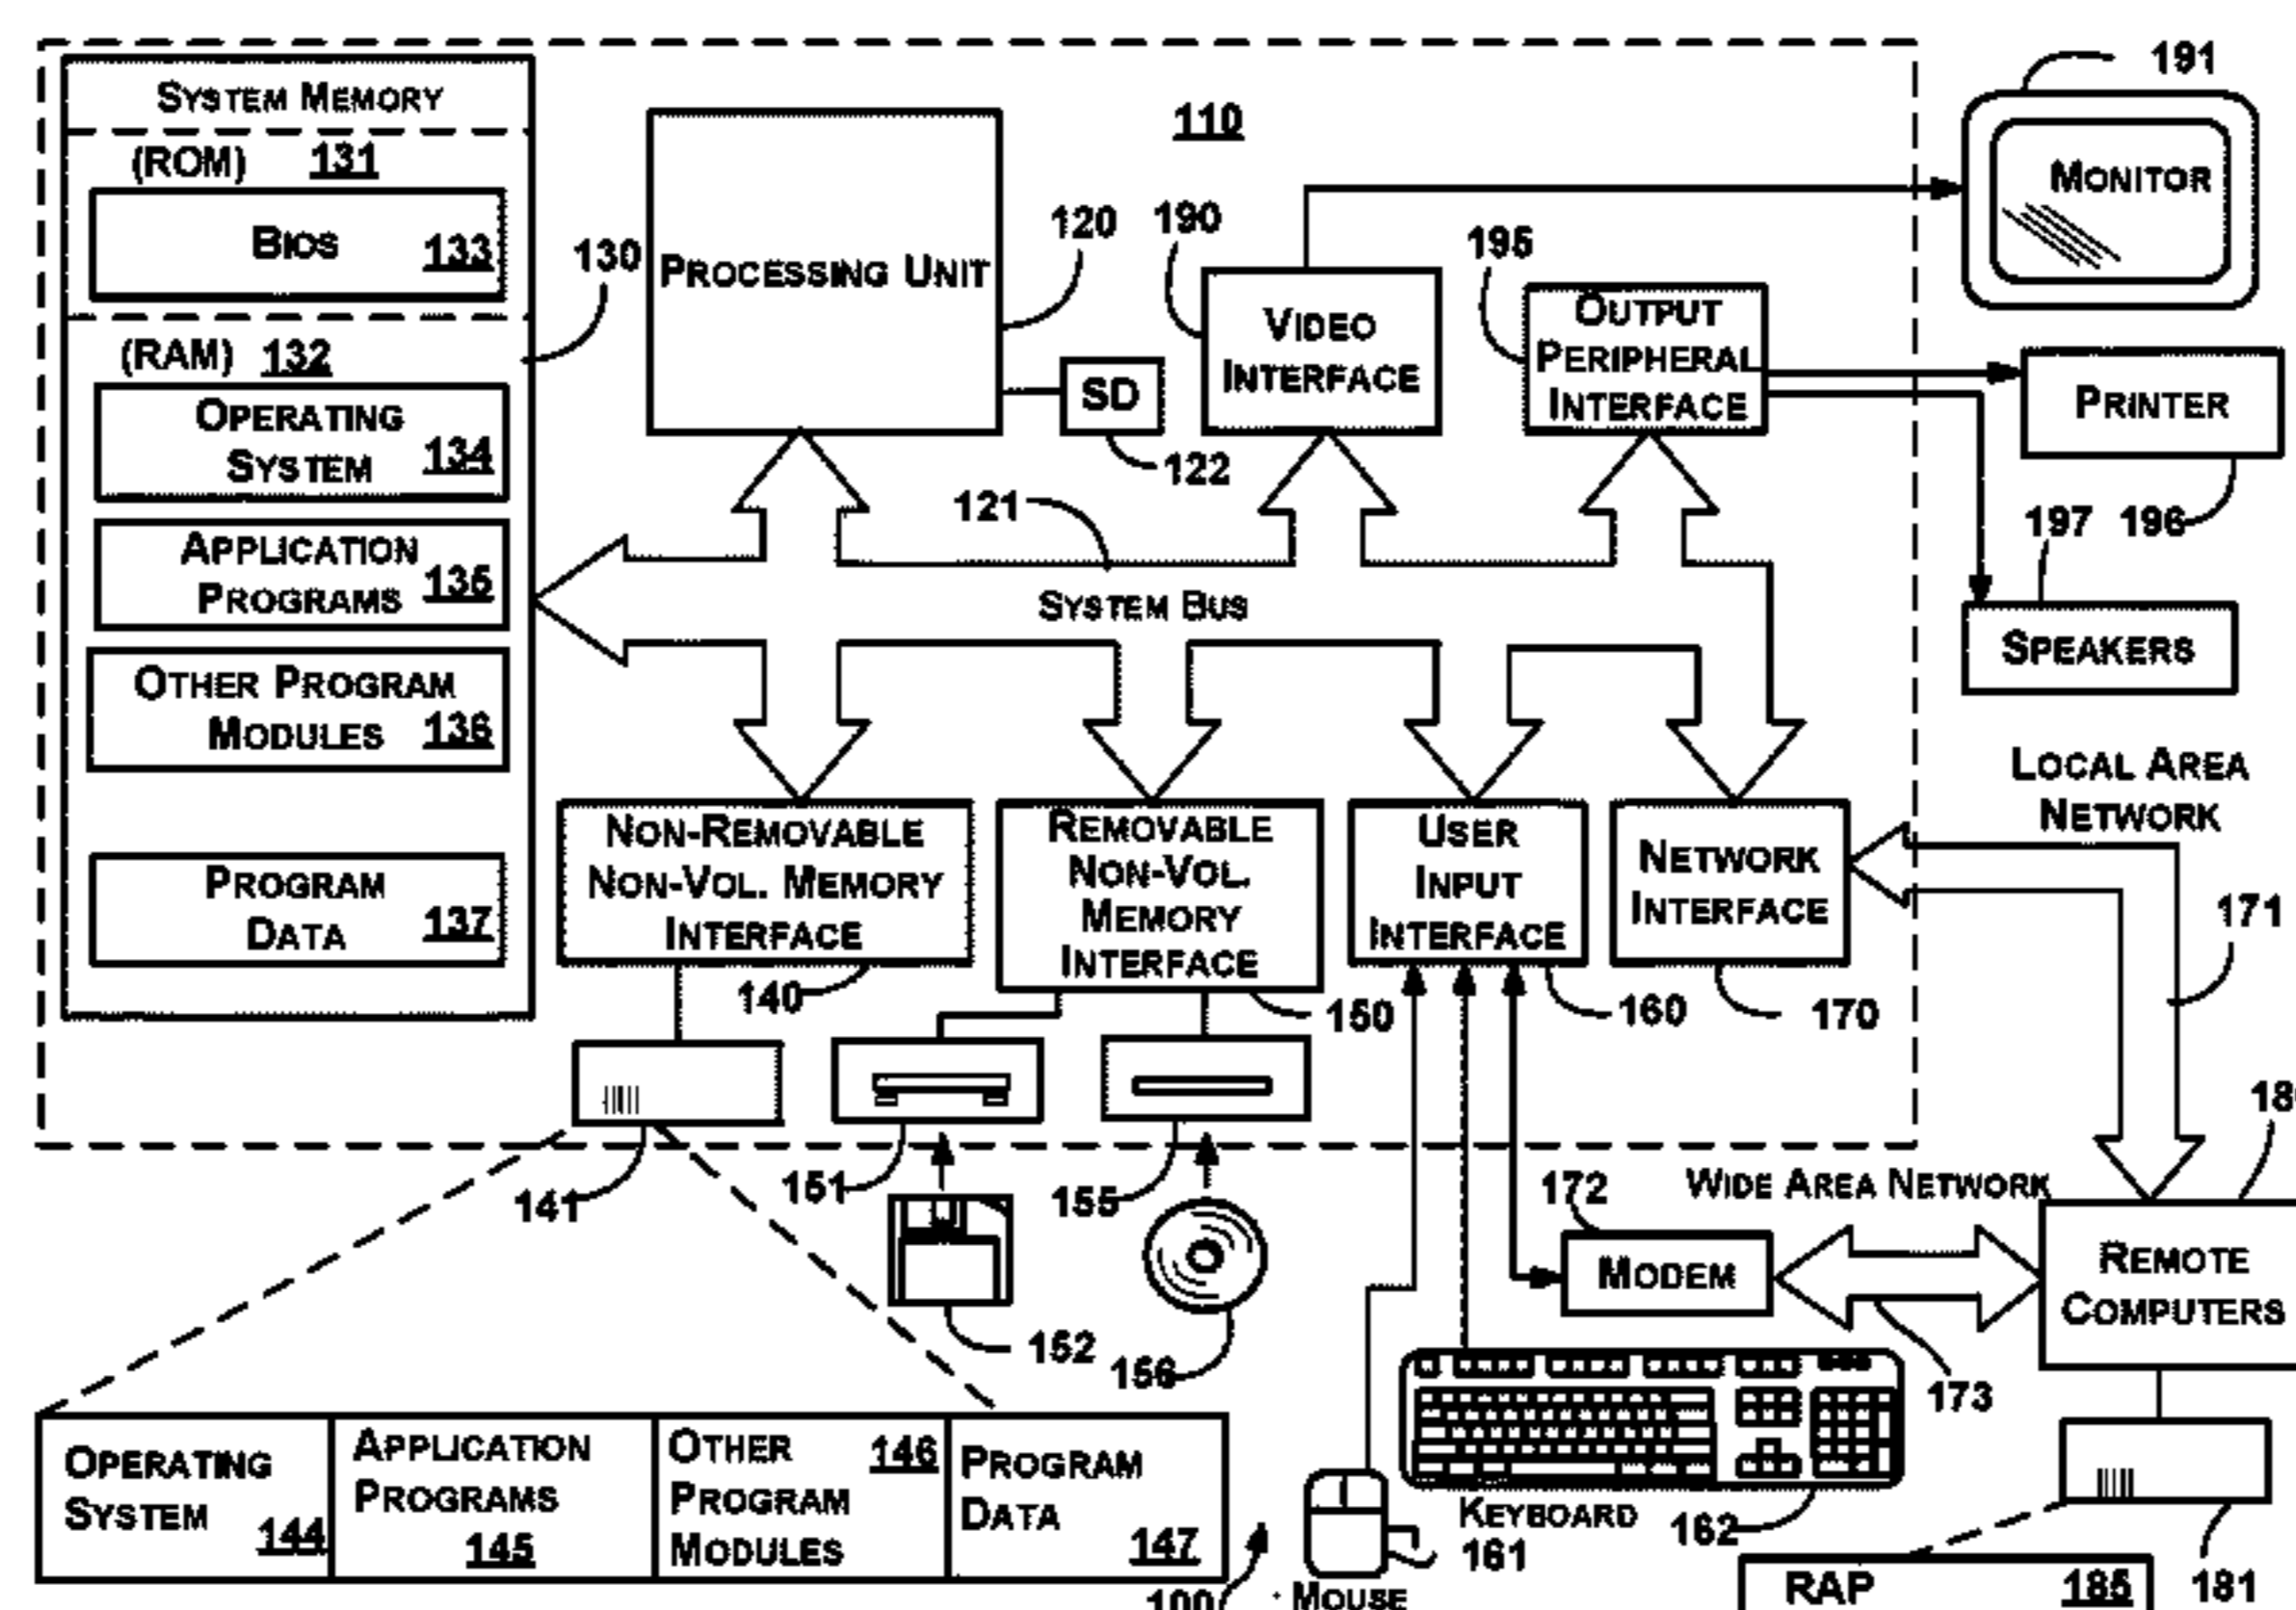 191
SYSTEM MEMORY
110
(ROM) 131
MONITOR
BIOS 133
120
190
195
130
PROCESSING UNIT
VIDEO
INTERFACE
OUTPUT
PERIPHERAL
INTERFACE
(RAM) 132
SD
PRINTER
OPERATING
SYSTEM 134
122
121
197 196
APPLICATION
PROGRAMS 135
SYSTEM BUS
SPEAKERS
OTHER PROGRAM
MODULES 136
LOCAL AREA
NETWORK
NON-REMOVABLE
NON-VOL. MEMORY
INTERFACE
REMOVABLE
NON-VOL.
MEMORY
INTERFACE
USER
INPUT
INTERFACE
NETWORK
INTERFACE
PROGRAM
DATA 137
171
140
150
160
170
141
151
155
172
WIDE AREA NETWORK
MODEM
REMOTE
COMPUTERS
152
156
173
OPERATING
SYSTEM 144
APPLICATION
PROGRAMS
145
OTHER 146
PROGRAM
MODULES
PROGRAM
DATA
147
KEYBOARD
161
162
181
100
MOUSE
RAP 185